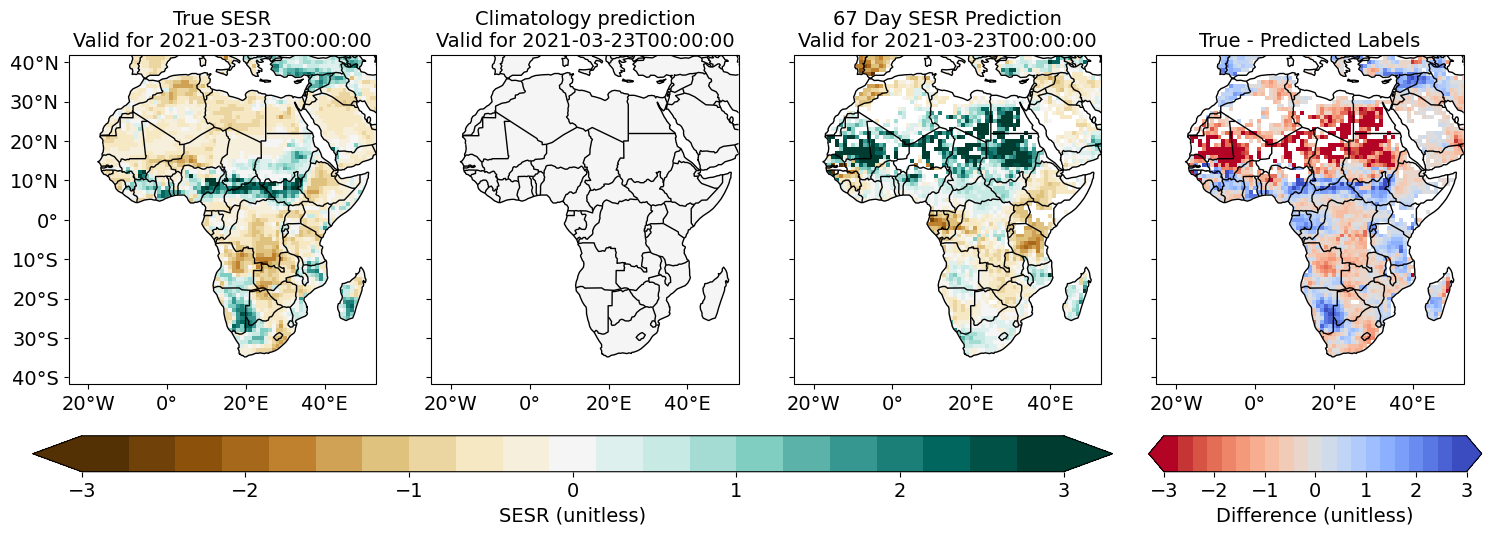 True SESR
Valid for 2021-03-23T00:00:00
Climatology prediction
Valid for 2021-03-23T00:00:00
67 Day SESR Prediction
Valid for 2021-03-23T00:00:00
True - Predicted Labels
40°N
30°N
20°N
10°N
0°
10°S
20°S
30°S
40°S
20°W 0° 20°E 40°E
20°W 0° 20°E 40°E
20°W 0° 20°E 40°E
20°W 0° 20°E 40°E
−3 −2 −1 0 1 2 3
SESR (unitless)
−3 −2 −1 0 1 2 3
Difference (unitless)